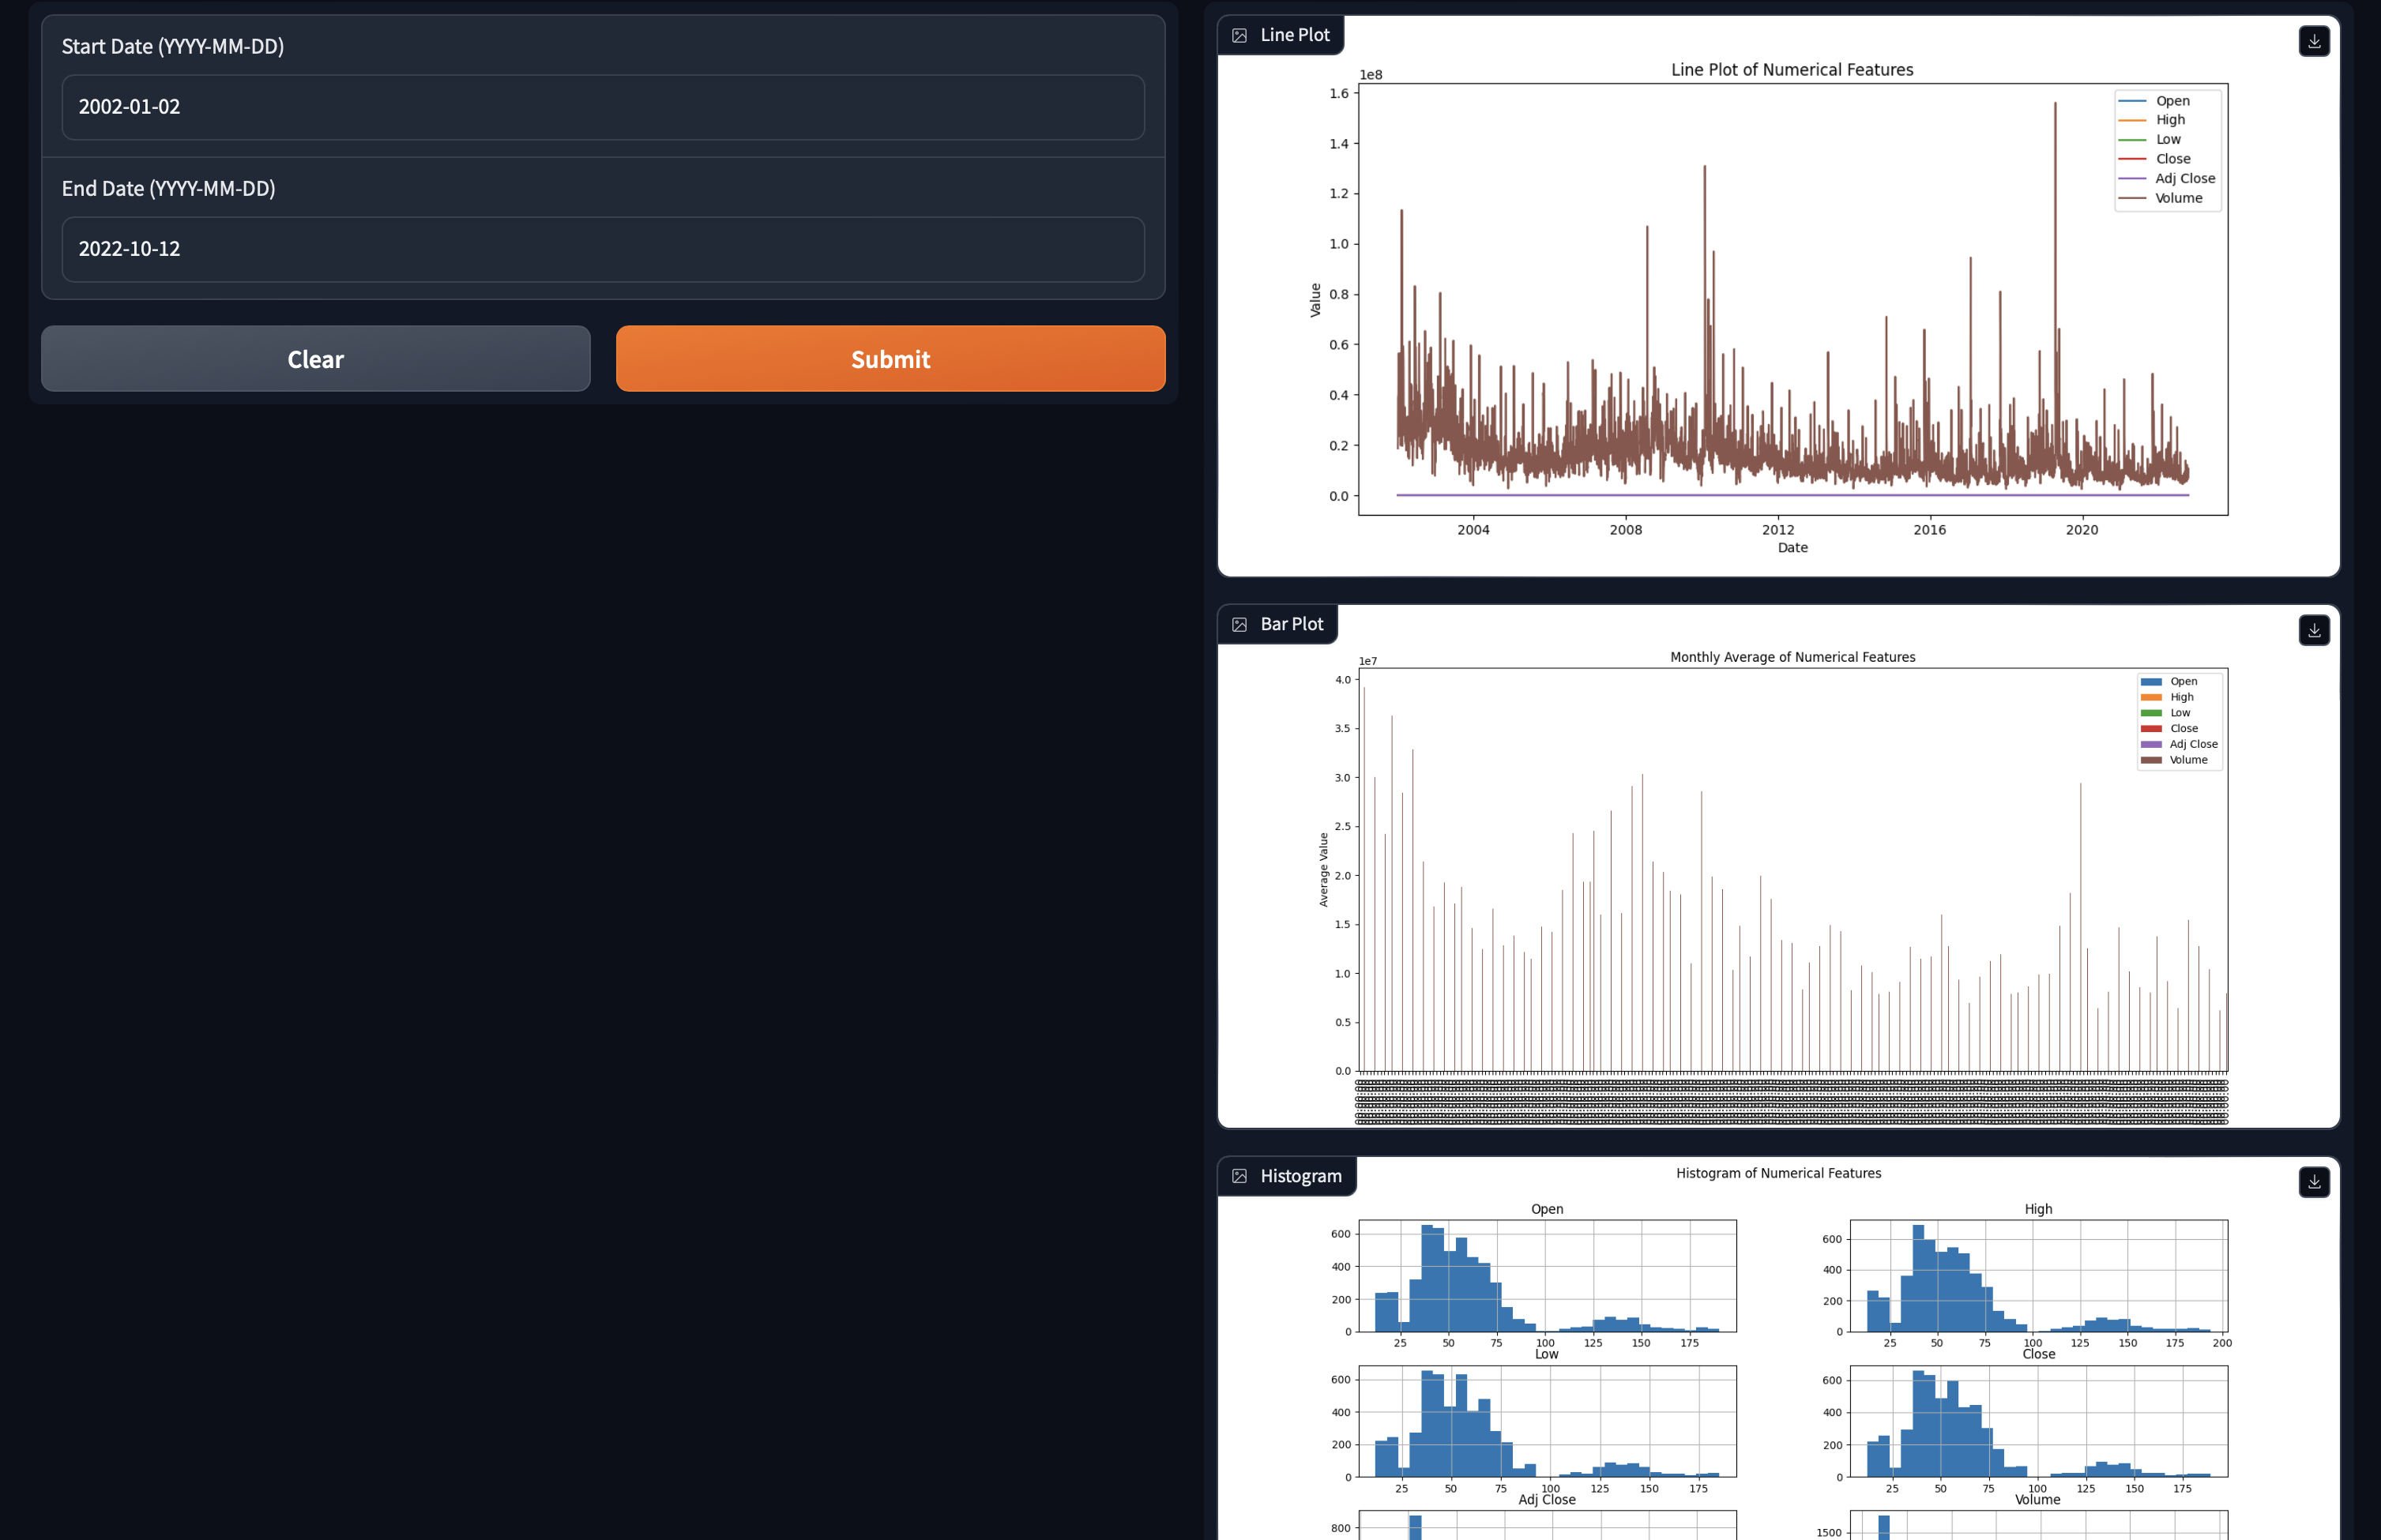 Start Date (YYYY-MM-DD)
2002-01-02
End Date (YYYY-MM-DD)
2022-10-12
Clear
Submit
Line Plot
Line Plot of Numerical Features
1e8
1.6
1.4
1.2
1.0
0.8
0.6
0.4
0.2
0.0
Value
Open
High
Low
Close
Adj Close
Volume
2004 2008 2012 2016 2020
Date
Bar Plot
Monthly Average of Numerical Features
1e7
4.0
3.5
3.0
2.5
2.0
1.5
1.0
0.5
0.0
Average Value
Open
High
Low
Close
Adj Close
Volume
Histogram
Histogram of Numerical Features
Open
600
400
200
0
25 50 75 100 125 150 175
High
600
400
200
0
25 50 75 100 125 150 175 200
Low
600
400
200
0
25 50 75 100 125 150 175
Close
600
400
200
0
25 50 75 100 125 150 175
Adj Close
800
Volume
1500